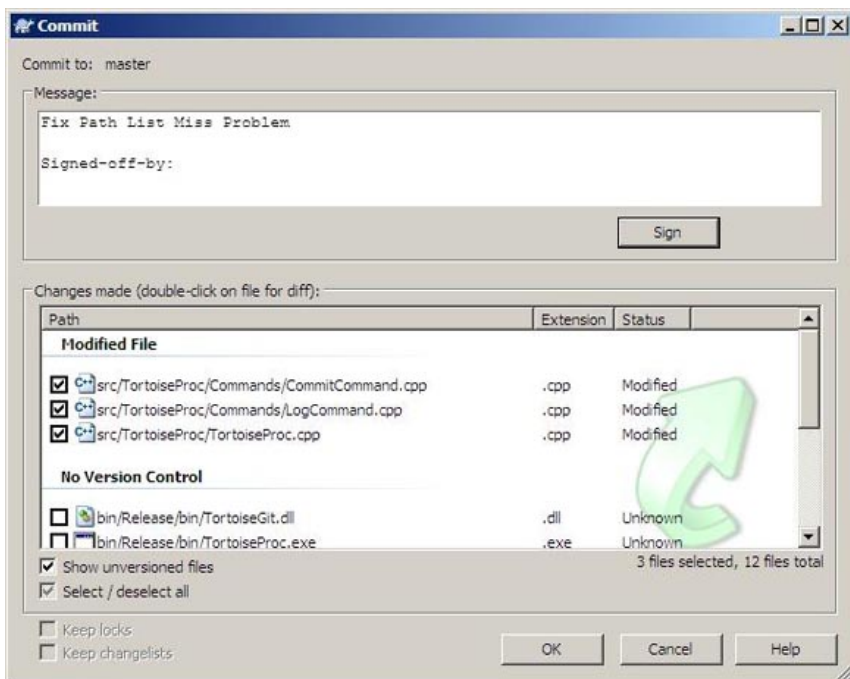 Commit
Commit to: master
Message:
Fix Path List Miss Problem
Signed-off-by:
Sign
Changes made (double-click on file for diff):
Path Extension Status
Modified File
src/TortoiseProc/Commands/CommitCommand.cpp .cpp Modified
src/TortoiseProc/Commands/LogCommand.cpp .cpp Modified
src/TortoiseProc/TortoiseProc.cpp .cpp Modified
No Version Control
bin/Release/bin/TortoiseGit.dll .dll Unknown
bin/Release/bin/TortoiseProc.exe .exe Unknown
Show unversioned files
3 files selected, 12 files total
Select / deselect all
Keep locks
Keep changelists
OK Cancel Help